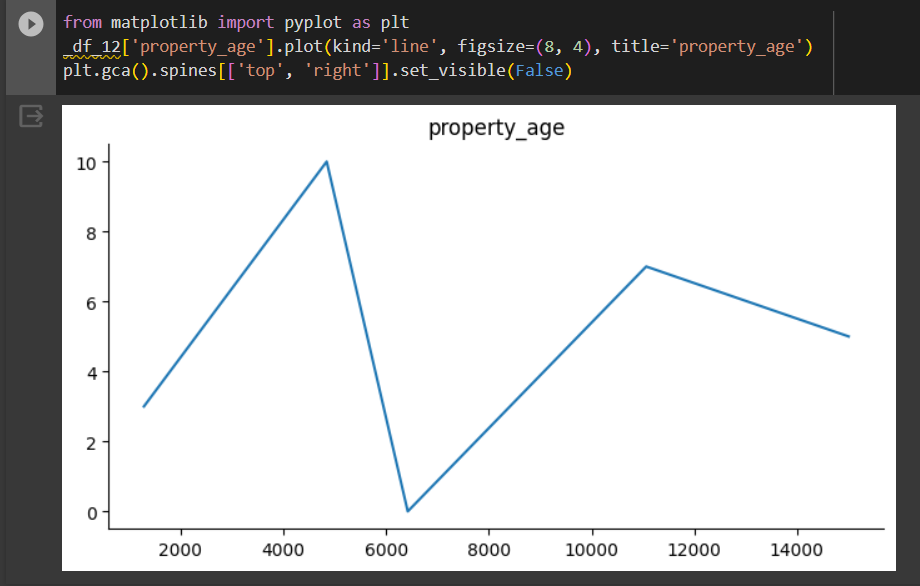 from matplotlib import pyplot as plt
_df_12['property_age'].plot(kind='line', figsize=(8, 4), title='property_age')
plt.gca().spines[['top', 'right']].set_visible(False)
property_age
10
8
6
4
2
0
2000 4000 6000 8000 10000 12000 14000